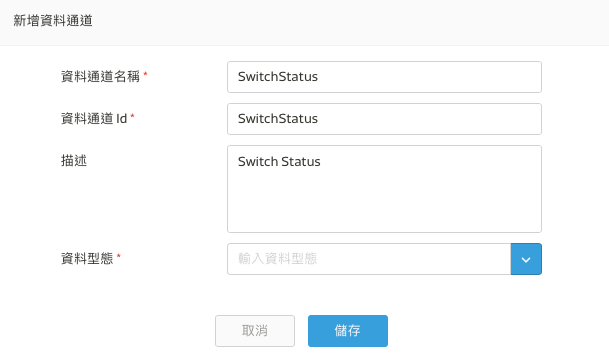 新增資料通道
資料通道名稱 * SwitchStatus
資料通道 Id * SwitchStatus
描述 Switch Status
資料型態 * 輸入資料型態
取消 儲存